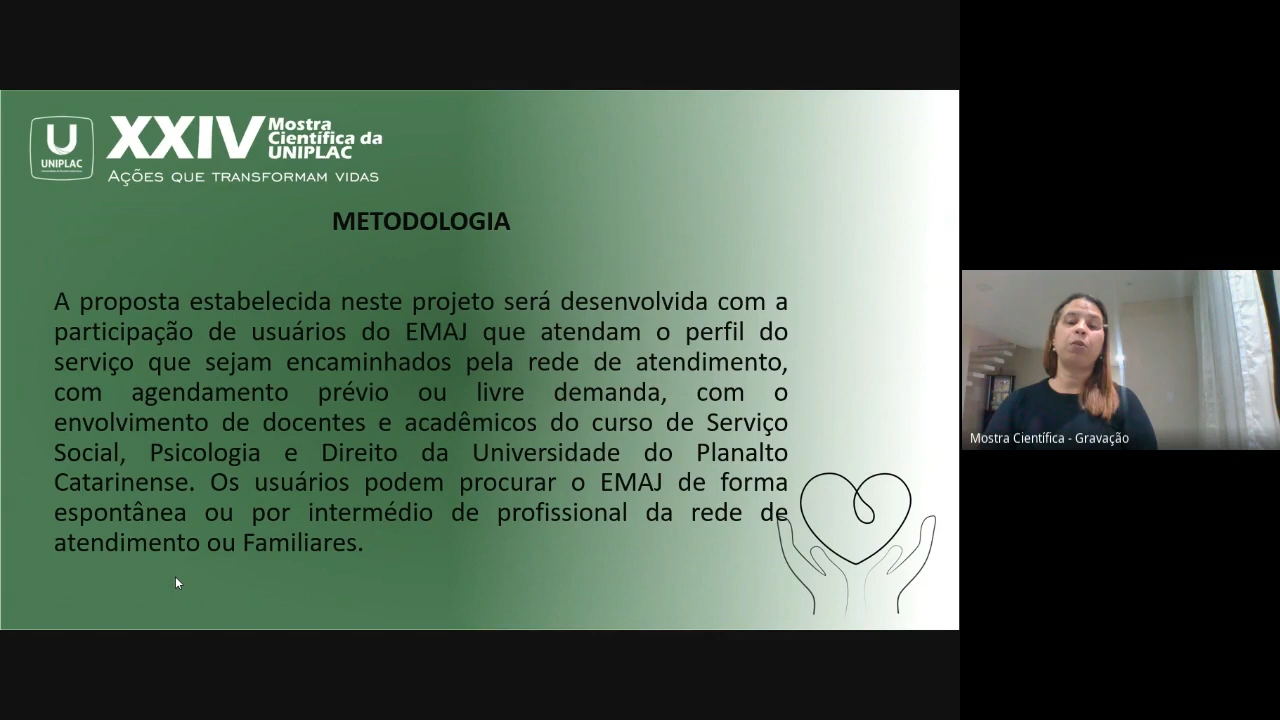 U
UNIPLAC
XXIV
Mostra
Científica da
UNIPLAC
AÇÕES QUE TRANSFORMAM VIDAS
METODOLOGIA
A proposta estabelecida neste projeto será desenvolvida com a
participação de usuários do EMAJ que atendam o perfil do
serviço que sejam encaminhados pela rede de atendimento,
com agendamento prévio ou livre demanda, com o
envolvimento de docentes e acadêmicos do curso de Serviço
Social, Psicologia e Direito da Universidade do Planalto
Catarinense. Os usuários podem procurar o EMAJ de forma
espontânea ou por intermédio de profissional da rede de
atendimento ou Familiares.
Mostra Científica - Gravação